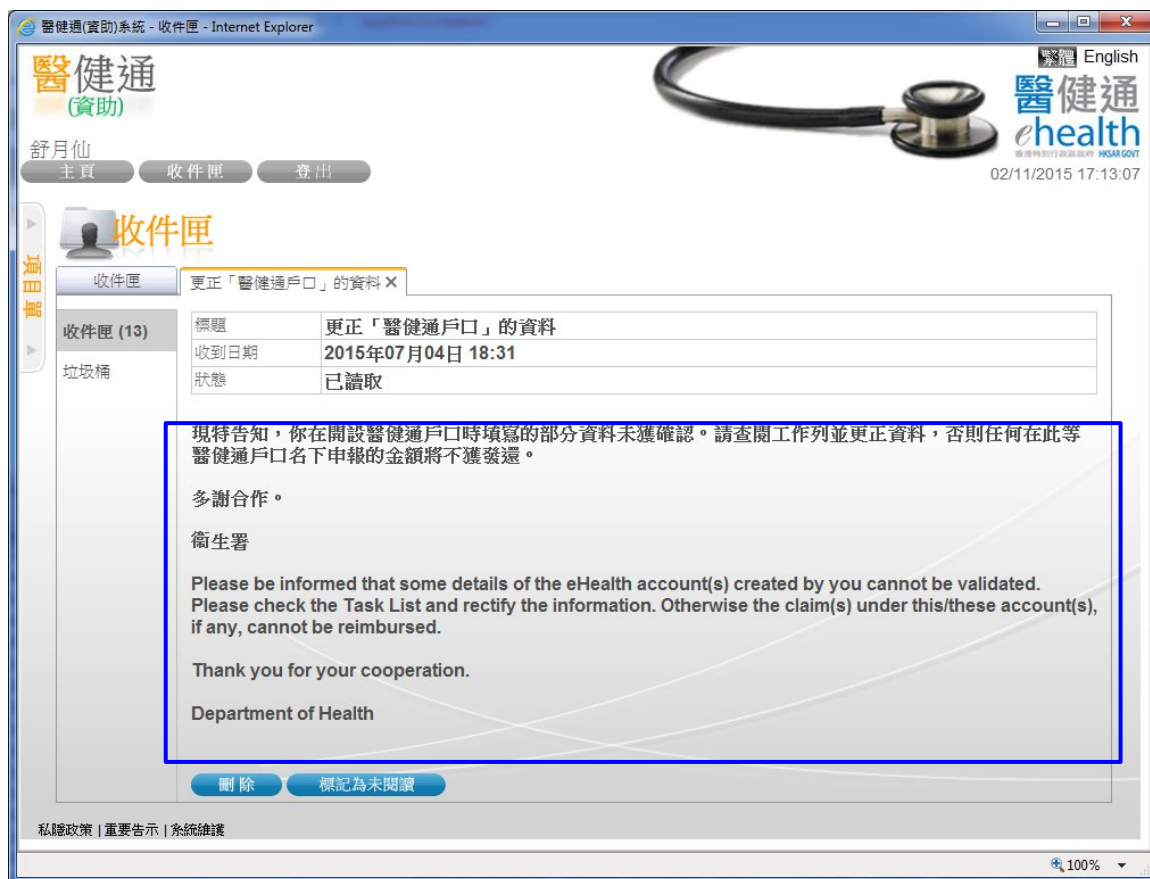 醫健通(資助)系統 - 收件匣 - Internet Explorer
繁體 English
醫健通
(資助)
醫健通
ehealth
香港特別行政區政府 HKSAR GOVT
舒月仙
主頁 收件匣 登出
02/11/2015 17:13:07
收件匣
項目單
收件匣 更正「醫健通戶口」的資料 X
收件匣 (13)
垃圾桶
標題 更正「醫健通戶口」的資料
收到日期 2015年07月04日 18:31
狀態 已讀取
現特告知，你在開設醫健通戶口時填寫的部分資料未獲確認。請查閱工作列並更正資料，否則任何在此等
醫健通戶口名下申報的金額將不獲發還。
多謝合作。
衞生署
Please be informed that some details of the eHealth account(s) created by you cannot be validated.
Please check the Task List and rectify the information. Otherwise the claim(s) under this/these account(s),
if any, cannot be reimbursed.
Thank you for your cooperation.
Department of Health
刪除 標記為未閱讀
私隱政策 | 重要告示 | 系統維護
100%